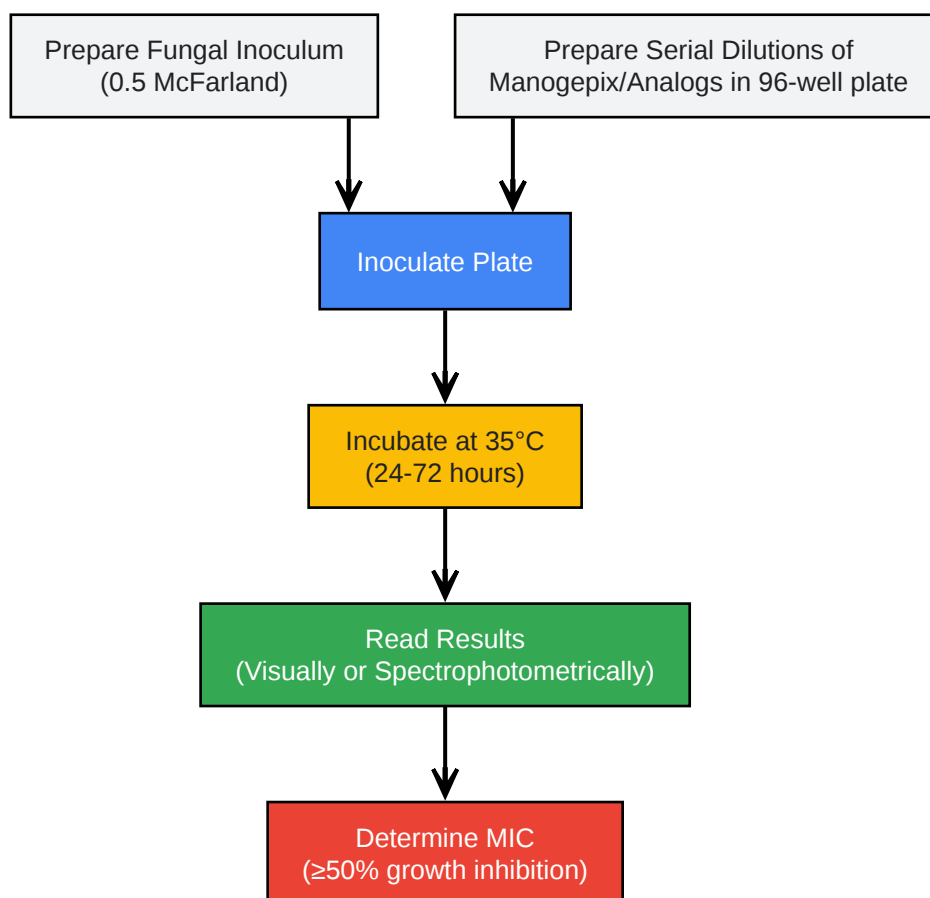 Prepare Fungal Inoculum
(0.5 McFarland)
Prepare Serial Dilutions of
Manogepix/Analogs in 96-well plate
Inoculate Plate
Incubate at 35°C
(24-72 hours)
Read Results
(Visually or Spectrophotometrically)
Determine MIC
(≥50% growth inhibition)